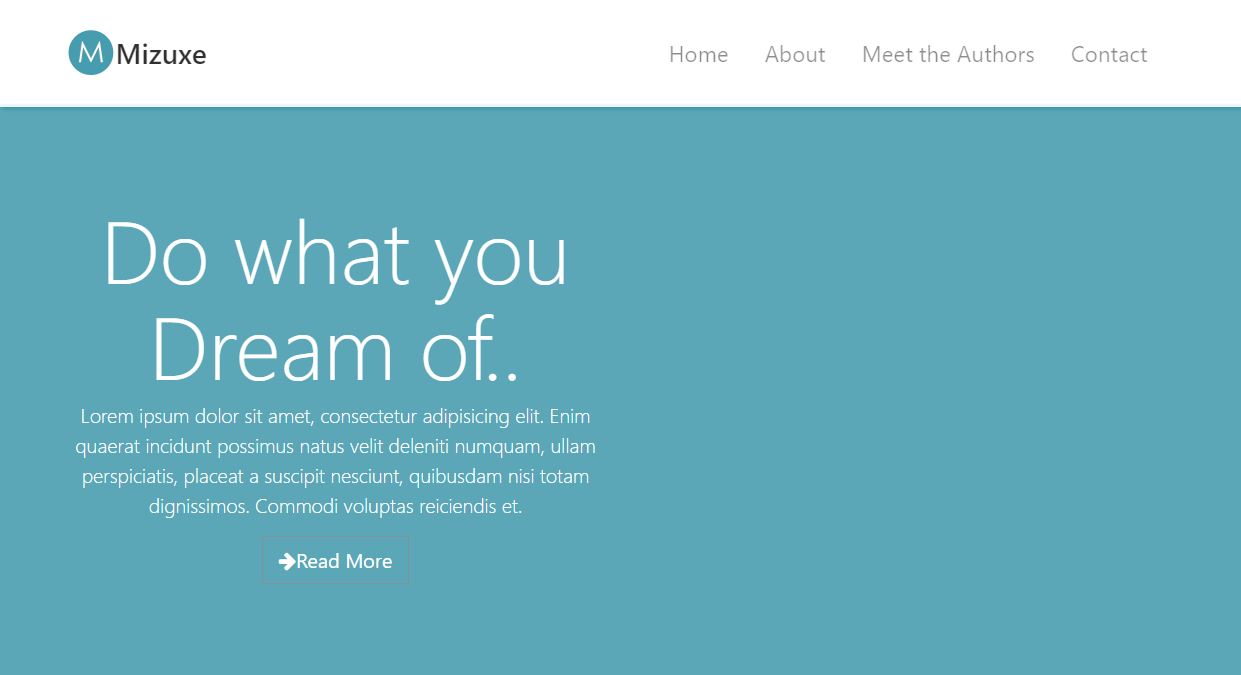 M Mizuxe
Home About Meet the Authors Contact
Do what you
Dream of..
Lorem ipsum dolor sit amet, consectetur adipisicing elit. Enim
quaerat incidunt possimus natus velit deleniti numquam, ullam
perspiciatis, placeat a suscipit nesciunt, quibusdam nisi totam
dignissimos. Commodi voluptas reiciendis et.
Read More